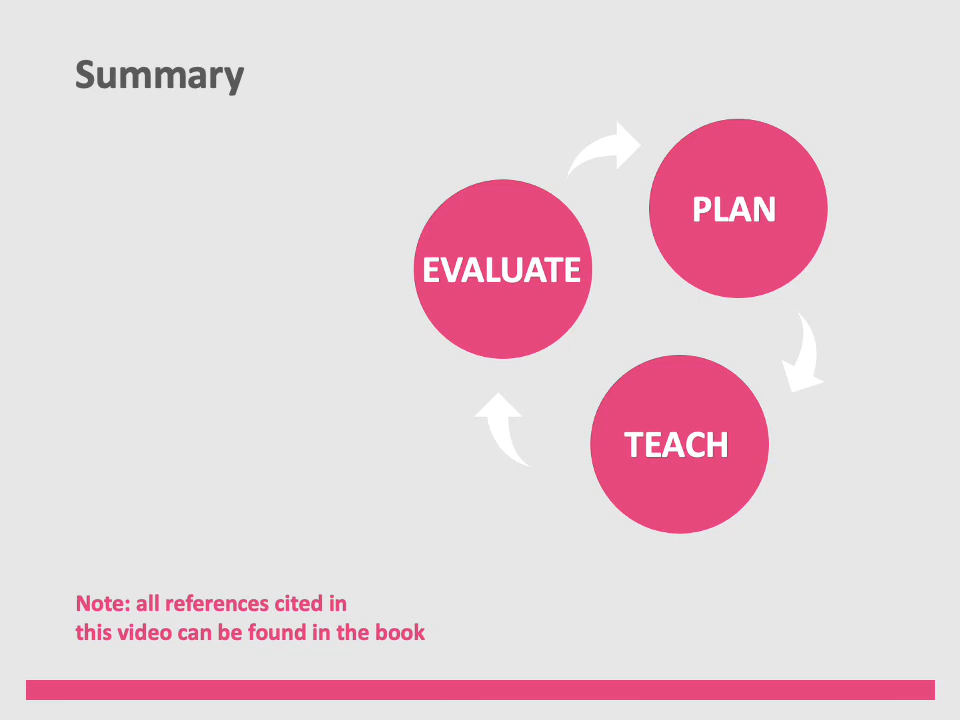 Summary
PLAN
EVALUATE
TEACH
Note: all references cited in
this video can be found in the book